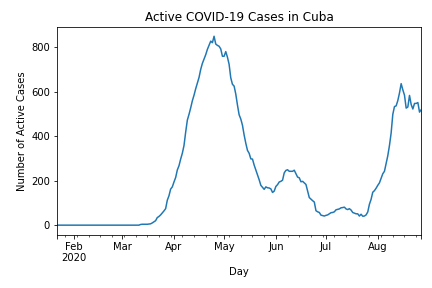 Active COVID-19 Cases in Cuba
Number of Active Cases
800
600
400
200
0
Feb Mar Apr May Jun Jul Aug
2020
Day